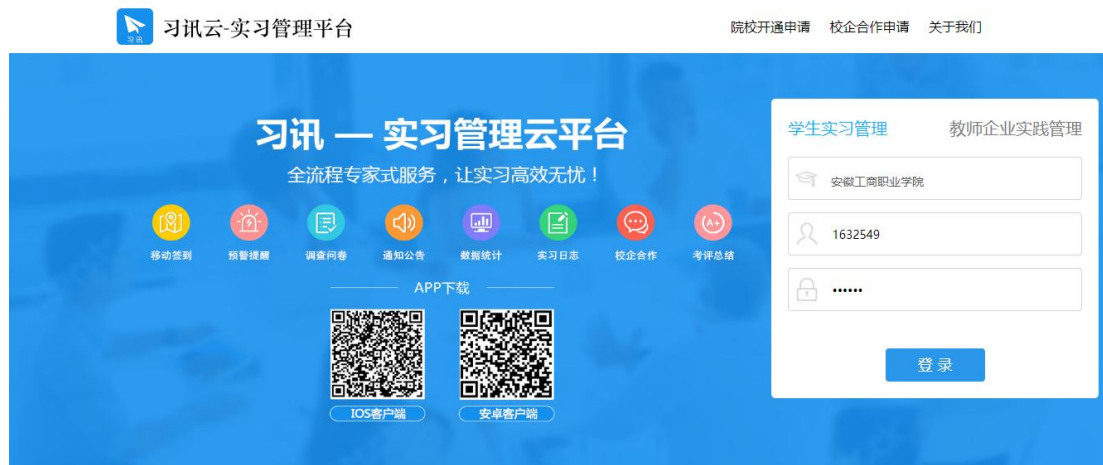 习讯云-实习管理平台
院校开通申请 校企合作申请 关于我们
习讯
习讯 — 实习管理云平台
全流程专家式服务，让实习高效无忧！
移动签到 预警提醒 调查问卷 通知公告 数据统计 实习日志 校企合作 考评总结
A+
APP下载
IOS客户端 安卓客户端
学生实习管理 教师企业实践管理
安徽工商职业学院
1632549
••••••
登 录